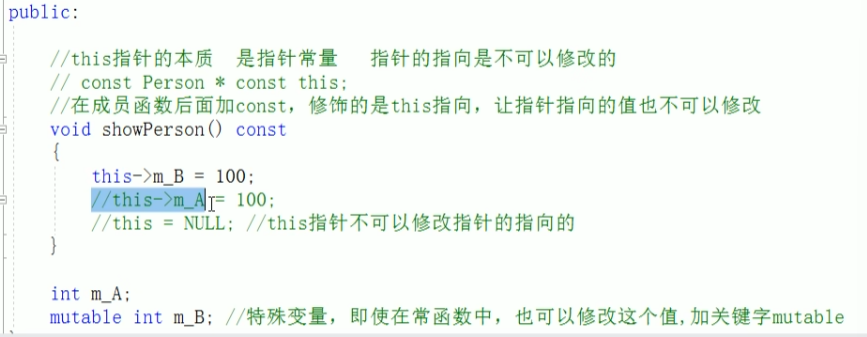 public:
//this指针的本质 是指针常量 指针的指向是不可以修改的
// const Person * const this;
//在成员函数后面加const，修饰的是this指向，让指针指向的值也不可以修改
void showPerson() const
{
this->m_B = 100;
//this->m_A = 100;
//this = NULL; //this指针不可以修改指针的指向的
}
int m_A;
mutable int m_B; //特殊变量，即使在常函数中，也可以修改这个值,加关键字mutable